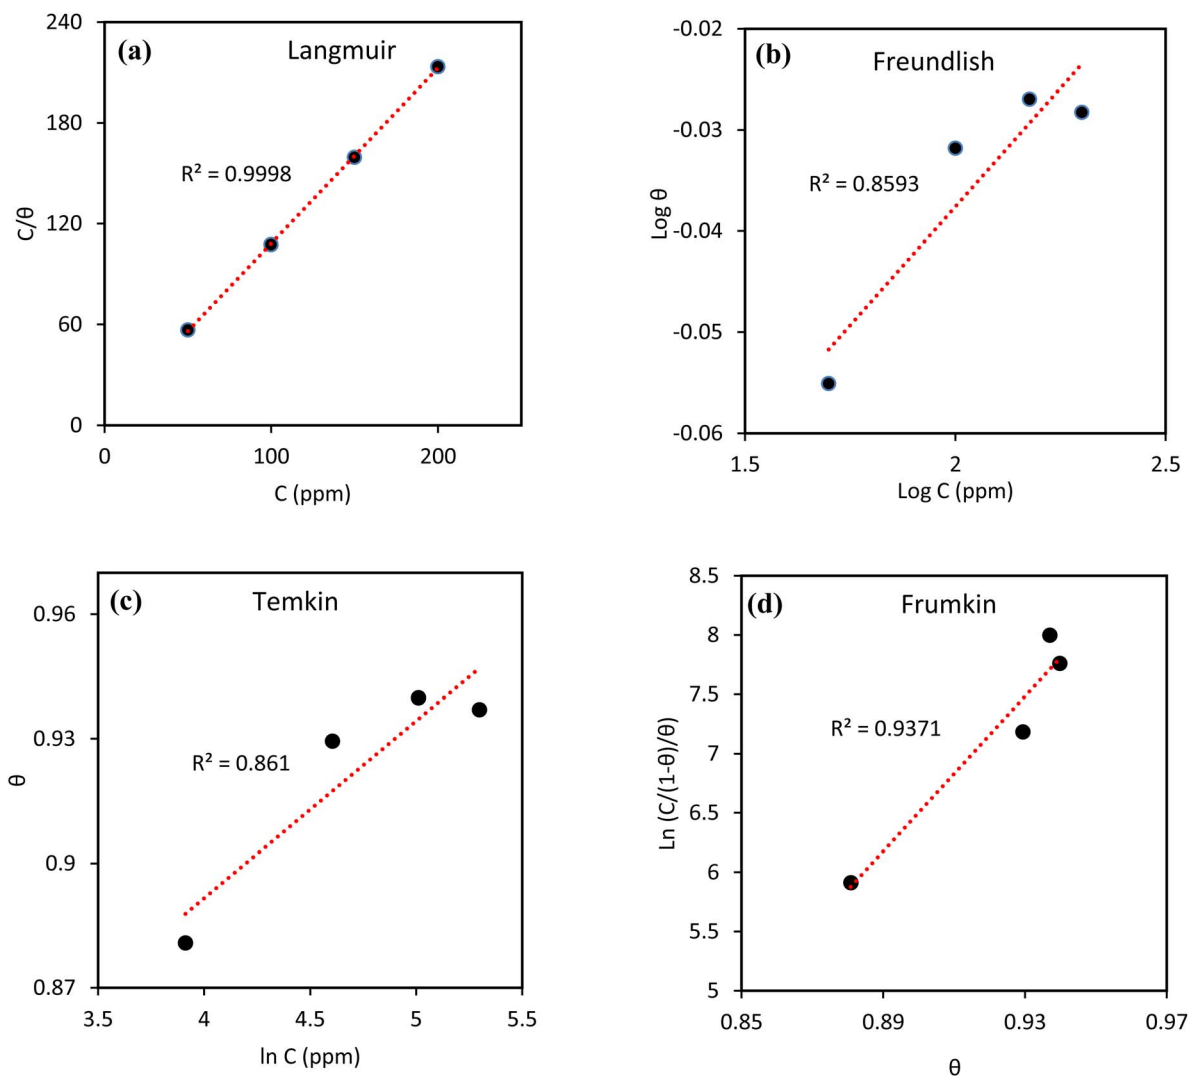 (a)
Langmuir
240
180
120
60
0
C/θ
R² = 0.9998
0
100
200
C (ppm)
(b)
Freundlish
-0.02
-0.03
-0.04
-0.05
-0.06
Log θ
R² = 0.8593
1.5
2
2.5
Log C (ppm)
(c)
Temkin
0.96
0.93
0.9
0.87
θ
R² = 0.861
3.5
4
4.5
5
5.5
ln C (ppm)
(d)
Frumkin
8.5
8
7.5
7
6.5
6
5.5
5
Ln (C/(1-θ)/θ)
R² = 0.9371
0.85
0.89
0.93
0.97
θ